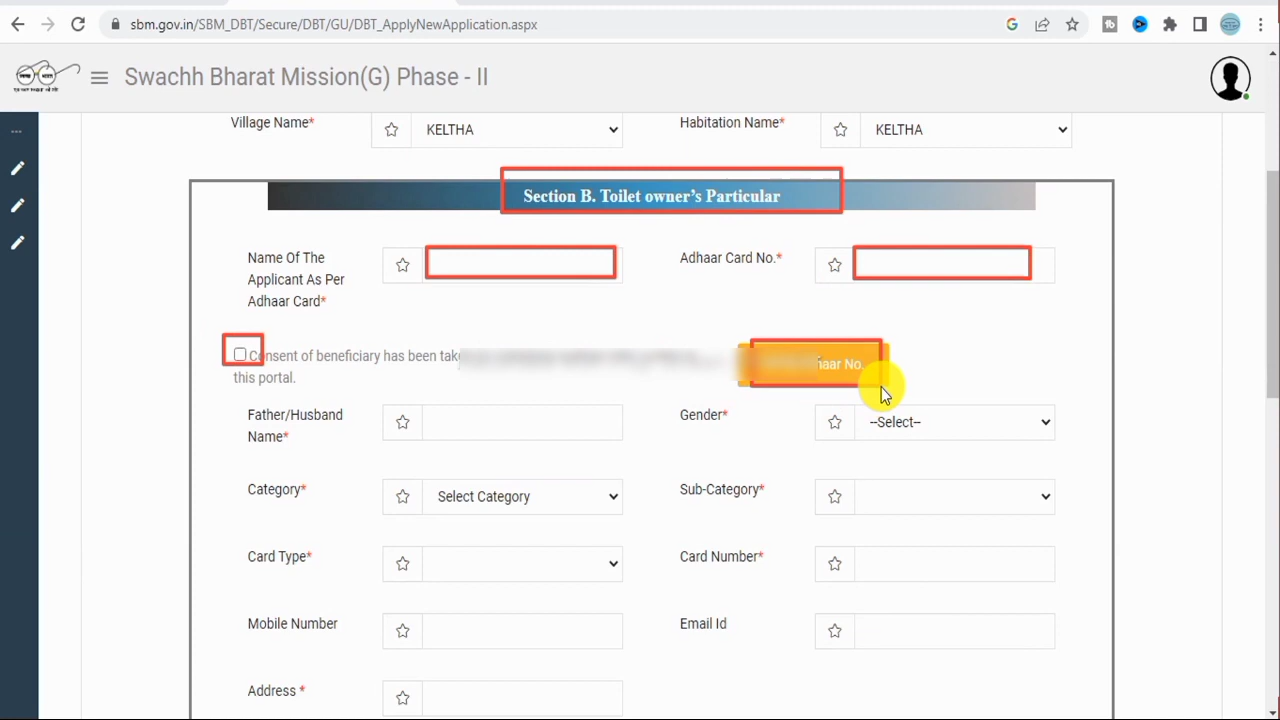 sbm.gov.in/SBM_DBT/Secure/DBT/GU/DBT_ApplyNewApplication.aspx
Swachh Bharat Mission(G) Phase - II
Village Name* KELTHA Habitation Name* KELTHA
Section B. Toilet owner's Particular
Name Of The
Applicant As Per
Adhaar Card*
Adhaar Card No.*
Consent of beneficiary has been
this portal.
No.
Father/Husband
Name*
Gender* --Select--
Category* Select Category Sub-Category*
Card Type* Card Number*
Mobile Number Email Id
Address *